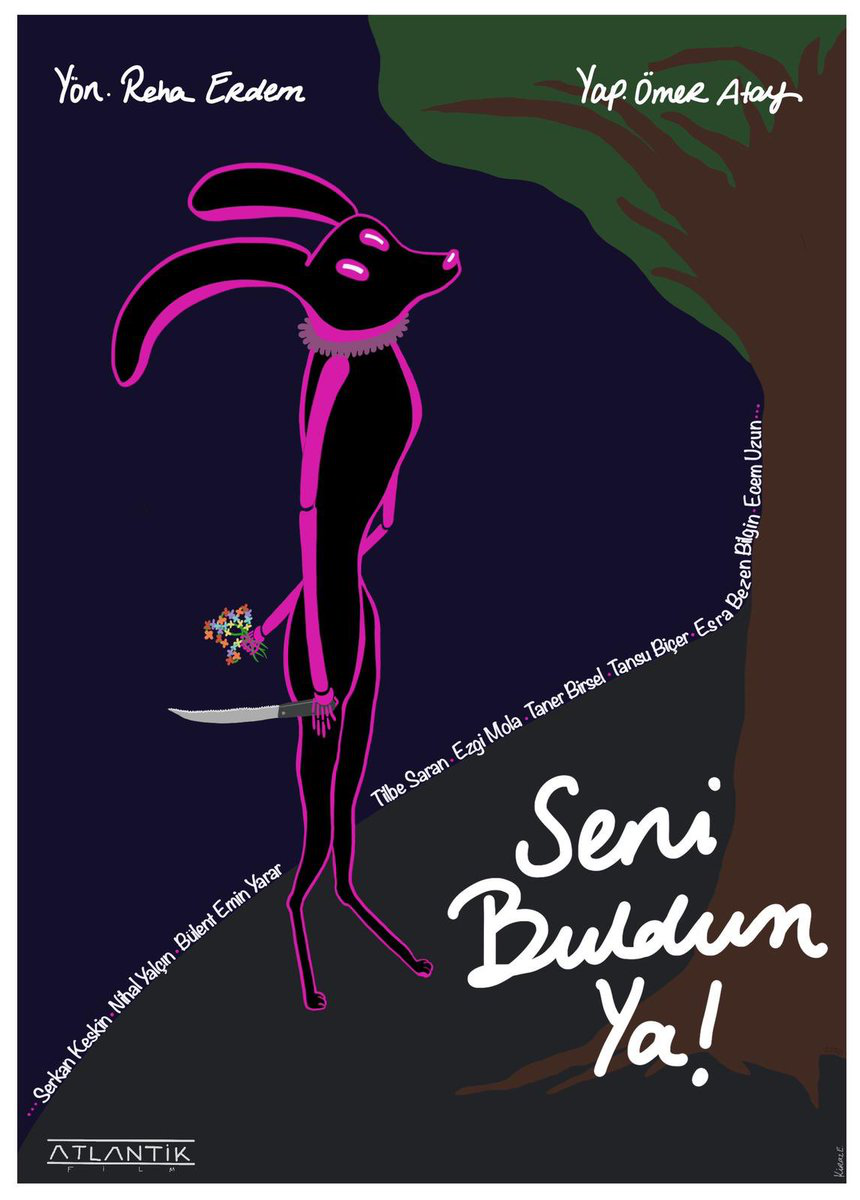 Yön. Reha Erdem
Yap. Ömer Atay
... Serkan Keskin • Nihal Yalçın • Bülent Emin Yarar
Tilbe Saran • Ezgi Mola • Taner Birsel • Tansu Biçer • Esra Bezen Bilgin • Ecem Uzun ...
Seni
Buldun
Ya!
ATLANTİK
FİLM